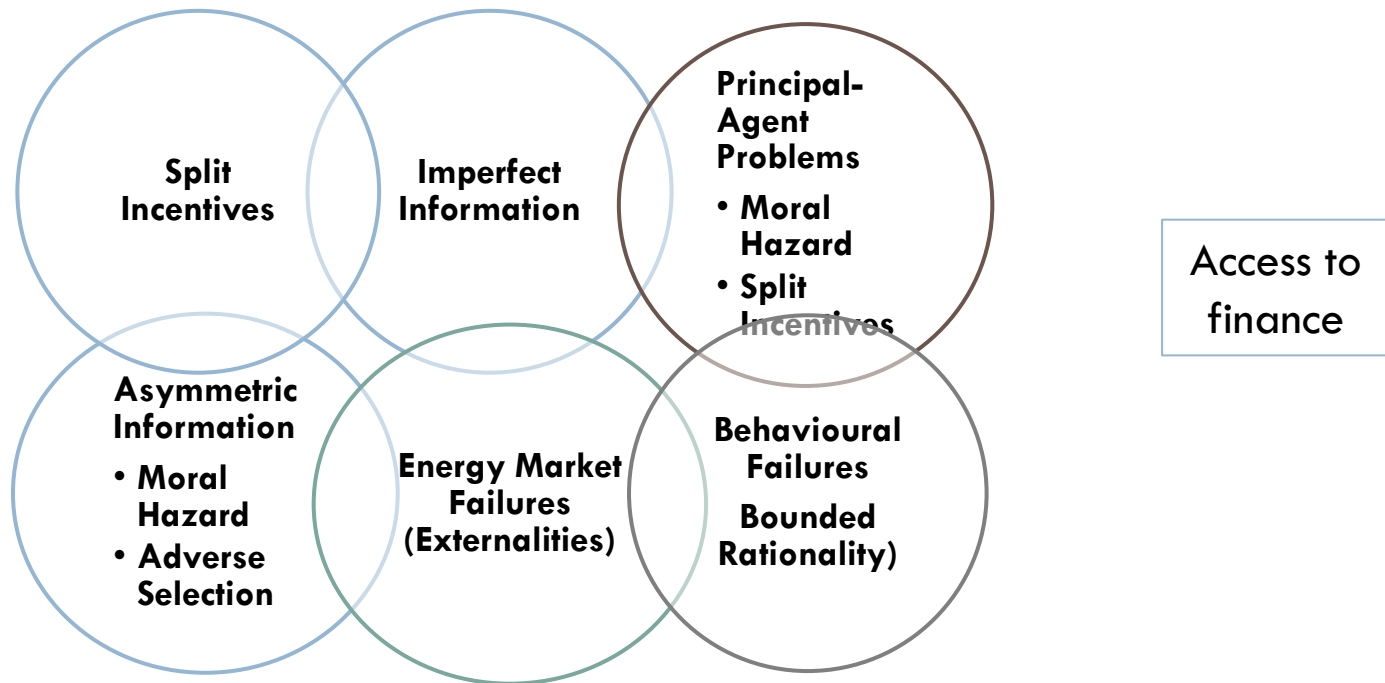 Split
Incentives
Imperfect
Information
Principal-
Agent
Problems
• Moral
Hazard
• Split
Incentives
Access to
finance
Asymmetric
Information
• Moral
Hazard
• Adverse
Selection
Energy Market
Failures
(Externalities)
Behavioural
Failures
Bounded
Rationality)